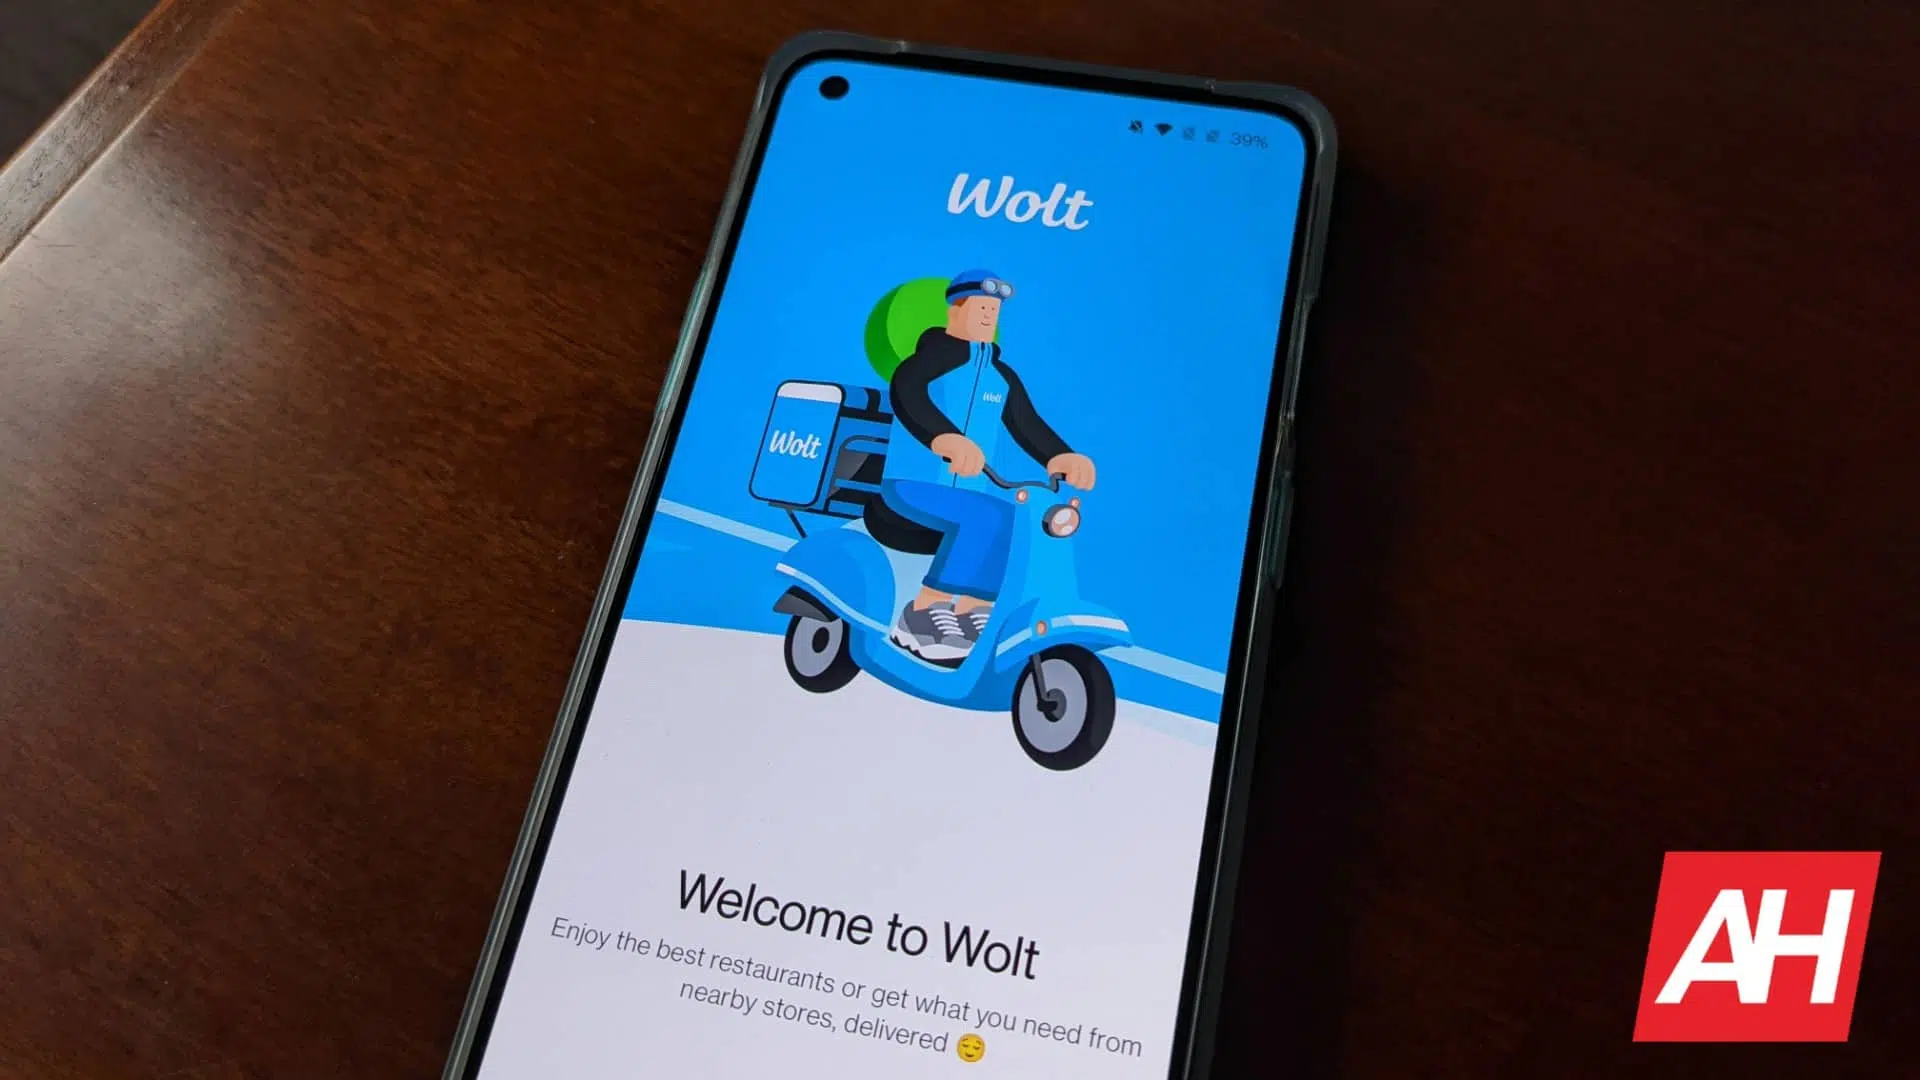 39%
Wolt
Wolt
Wolt
Welcome to Wolt
Enjoy the best restaurants or get what you need from
nearby stores, delivered 😌
AH